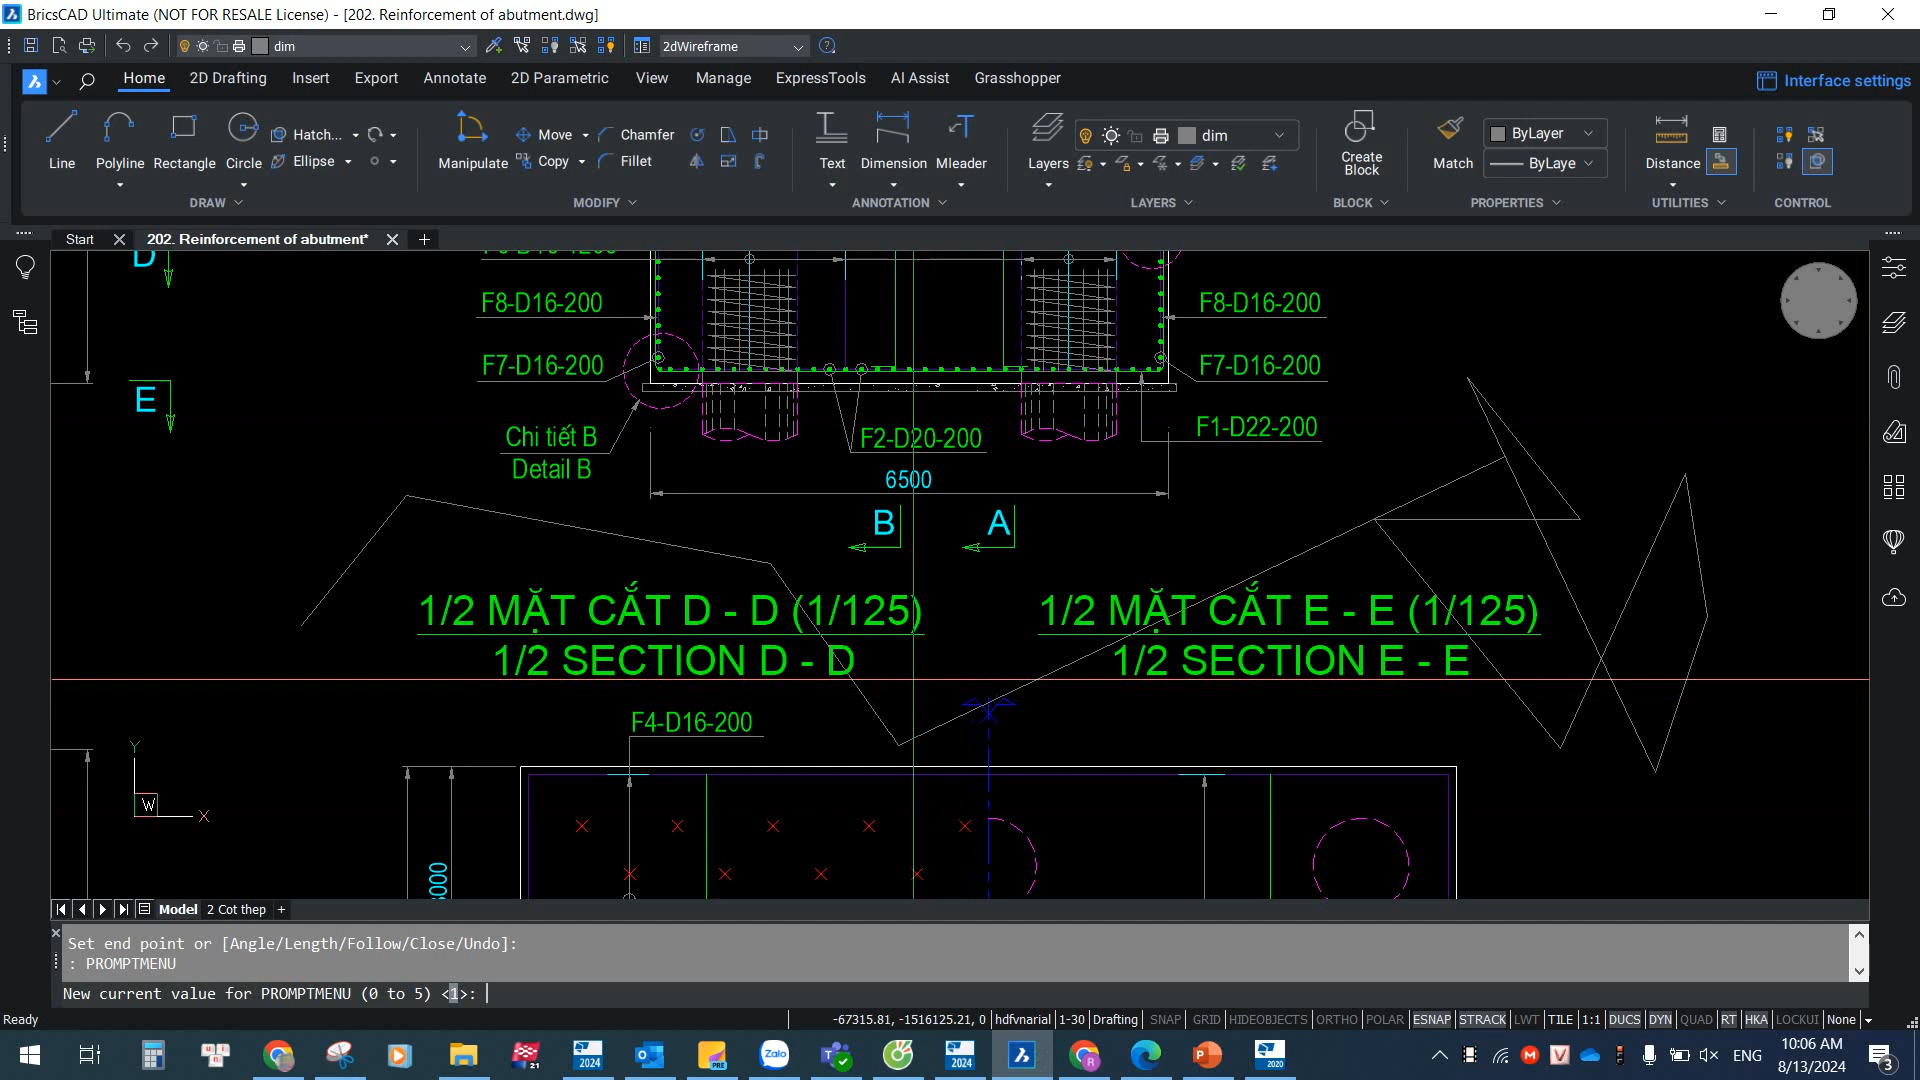 BricsCAD Ultimate (NOT FOR RESALE License) - [202. Reinforcement of abutment.dwg]
dim
2dWireframe
Home 2D Drafting Insert Export Annotate 2D Parametric View Manage ExpressTools AI Assist Grasshopper Interface settings
Line Polyline Rectangle Circle Hatch... Ellipse
Manipulate Move Copy Chamfer Fillet
Text Dimension Mleader
Layers dim
Create Block
Match ByLayer ByLaye
Distance
DRAW MODIFY ANNOTATION LAYERS BLOCK PROPERTIES UTILITIES CONTROL
Start 202. Reinforcement of abutment*
D
F8-D16-200 F8-D16-200
F7-D16-200 F7-D16-200
E
Chi tiết B
Detail B
F2-D20-200
F1-D22-200
6500
B A
1/2 MẶT CẮT D - D (1/125)
1/2 SECTION D - D
1/2 MẶT CẮT E - E (1/125)
1/2 SECTION E - E
F4-D16-200
Y
W
X
Model 2 Cot thep +
Set end point or [Angle/Length/Follow/Close/Undo]:
: PROMPTMENU
New current value for PROMPTMENU (0 to 5) <1>:
Ready -67315.81, -1516125.21, 0 hdfvnarial 1-30 Drafting SNAP GRID HIDEOBJECTS ORTHO POLAR ESNAP STRACK LWT TILE 1:1 DUCS DYN QUAD RT HKA LOCKUI None
21 2024 PRE Zalo 2024 2020
ENG
10:06 AM
8/13/2024
3